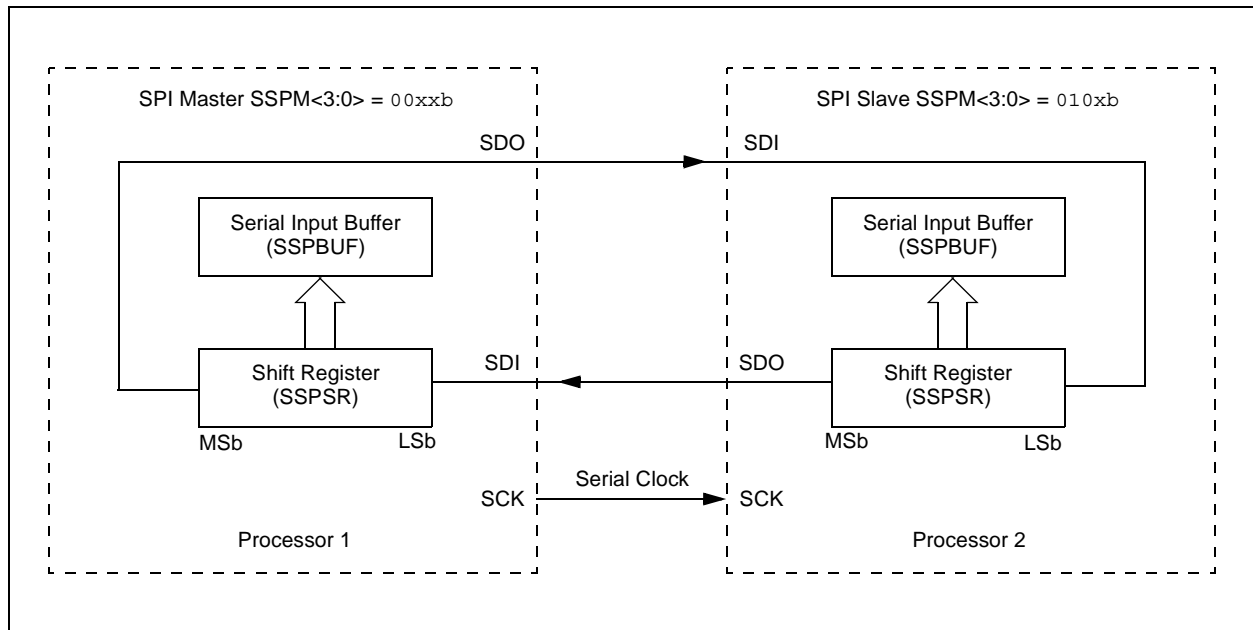 SPI Master SSPM<3:0> = 00xxb
SDO
Serial Input Buffer
(SSPBUF)
Shift Register
(SSPSR)
MSb
LSb
SDI
SCK
Processor 1
Serial Clock
SPI Slave SSPM<3:0> = 010xb
SDI
Serial Input Buffer
(SSPBUF)
SDO
Shift Register
(SSPSR)
MSb
LSb
SCK
Processor 2